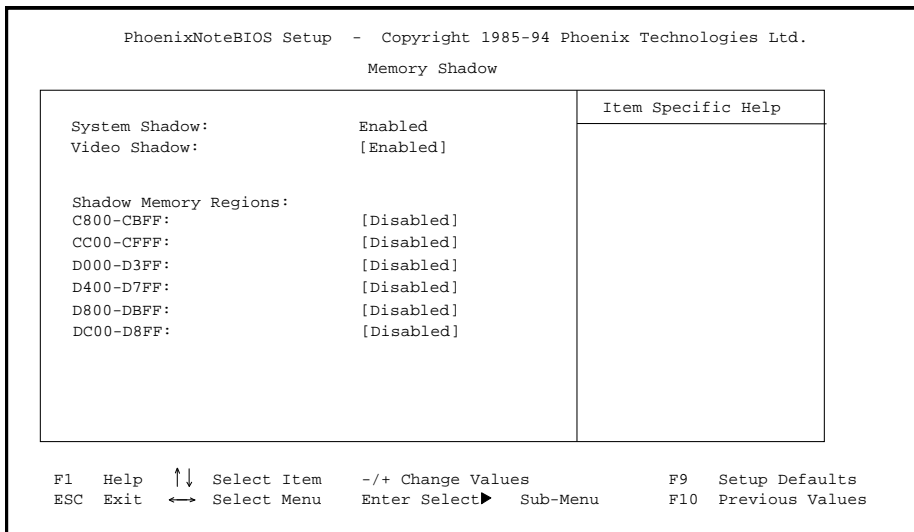 PhoenixNoteBIOS Setup - Copyright 1985-94 Phoenix Technologies Ltd.
Memory Shadow
Item Specific Help
System Shadow: Enabled
Video Shadow: [Enabled]
Shadow Memory Regions:
C800-CBFF: [Disabled]
CC00-CFFF: [Disabled]
D000-D3FF: [Disabled]
D400-D7FF: [Disabled]
D800-DBFF: [Disabled]
DC00-D8FF: [Disabled]
F1 Help ↑↓ Select Item -/+ Change Values F9 Setup Defaults
ESC Exit ↔ Select Menu Enter Select▶ Sub-Menu F10 Previous Values